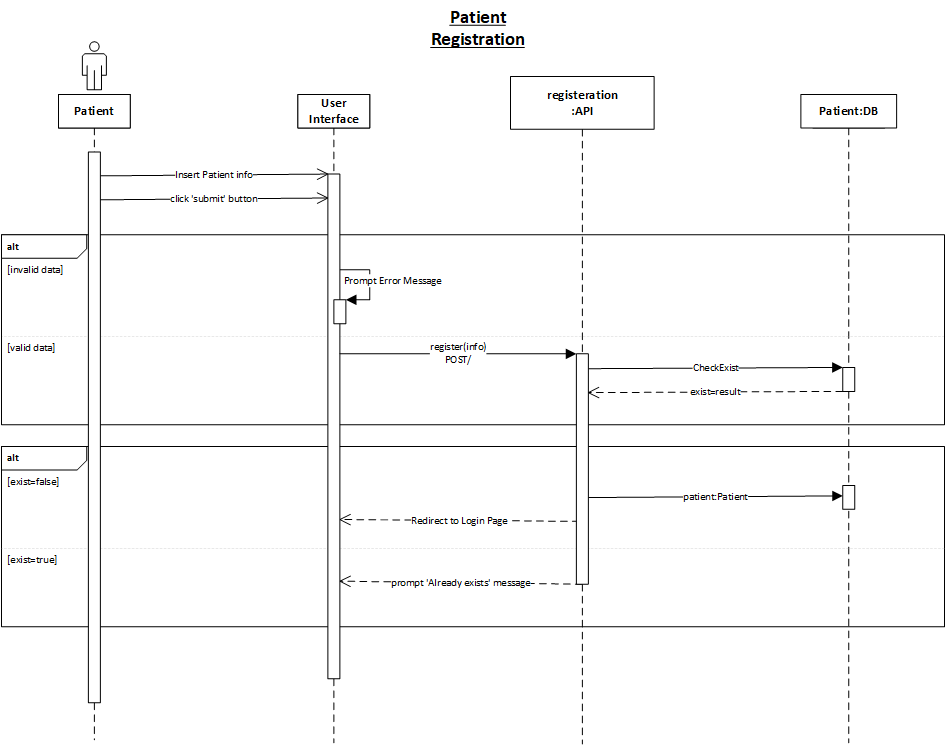 Patient
Registration
Patient
User
Interface
registeration
:API
Patient:DB
Insert Patient info
click 'submit' button
alt
[invalid data]
Prompt Error Message
[valid data]
register(info)
POST/
CheckExist
exist=result
alt
[exist=false]
patient:Patient
Redirect to Login Page
[exist=true]
prompt 'Already exists' message